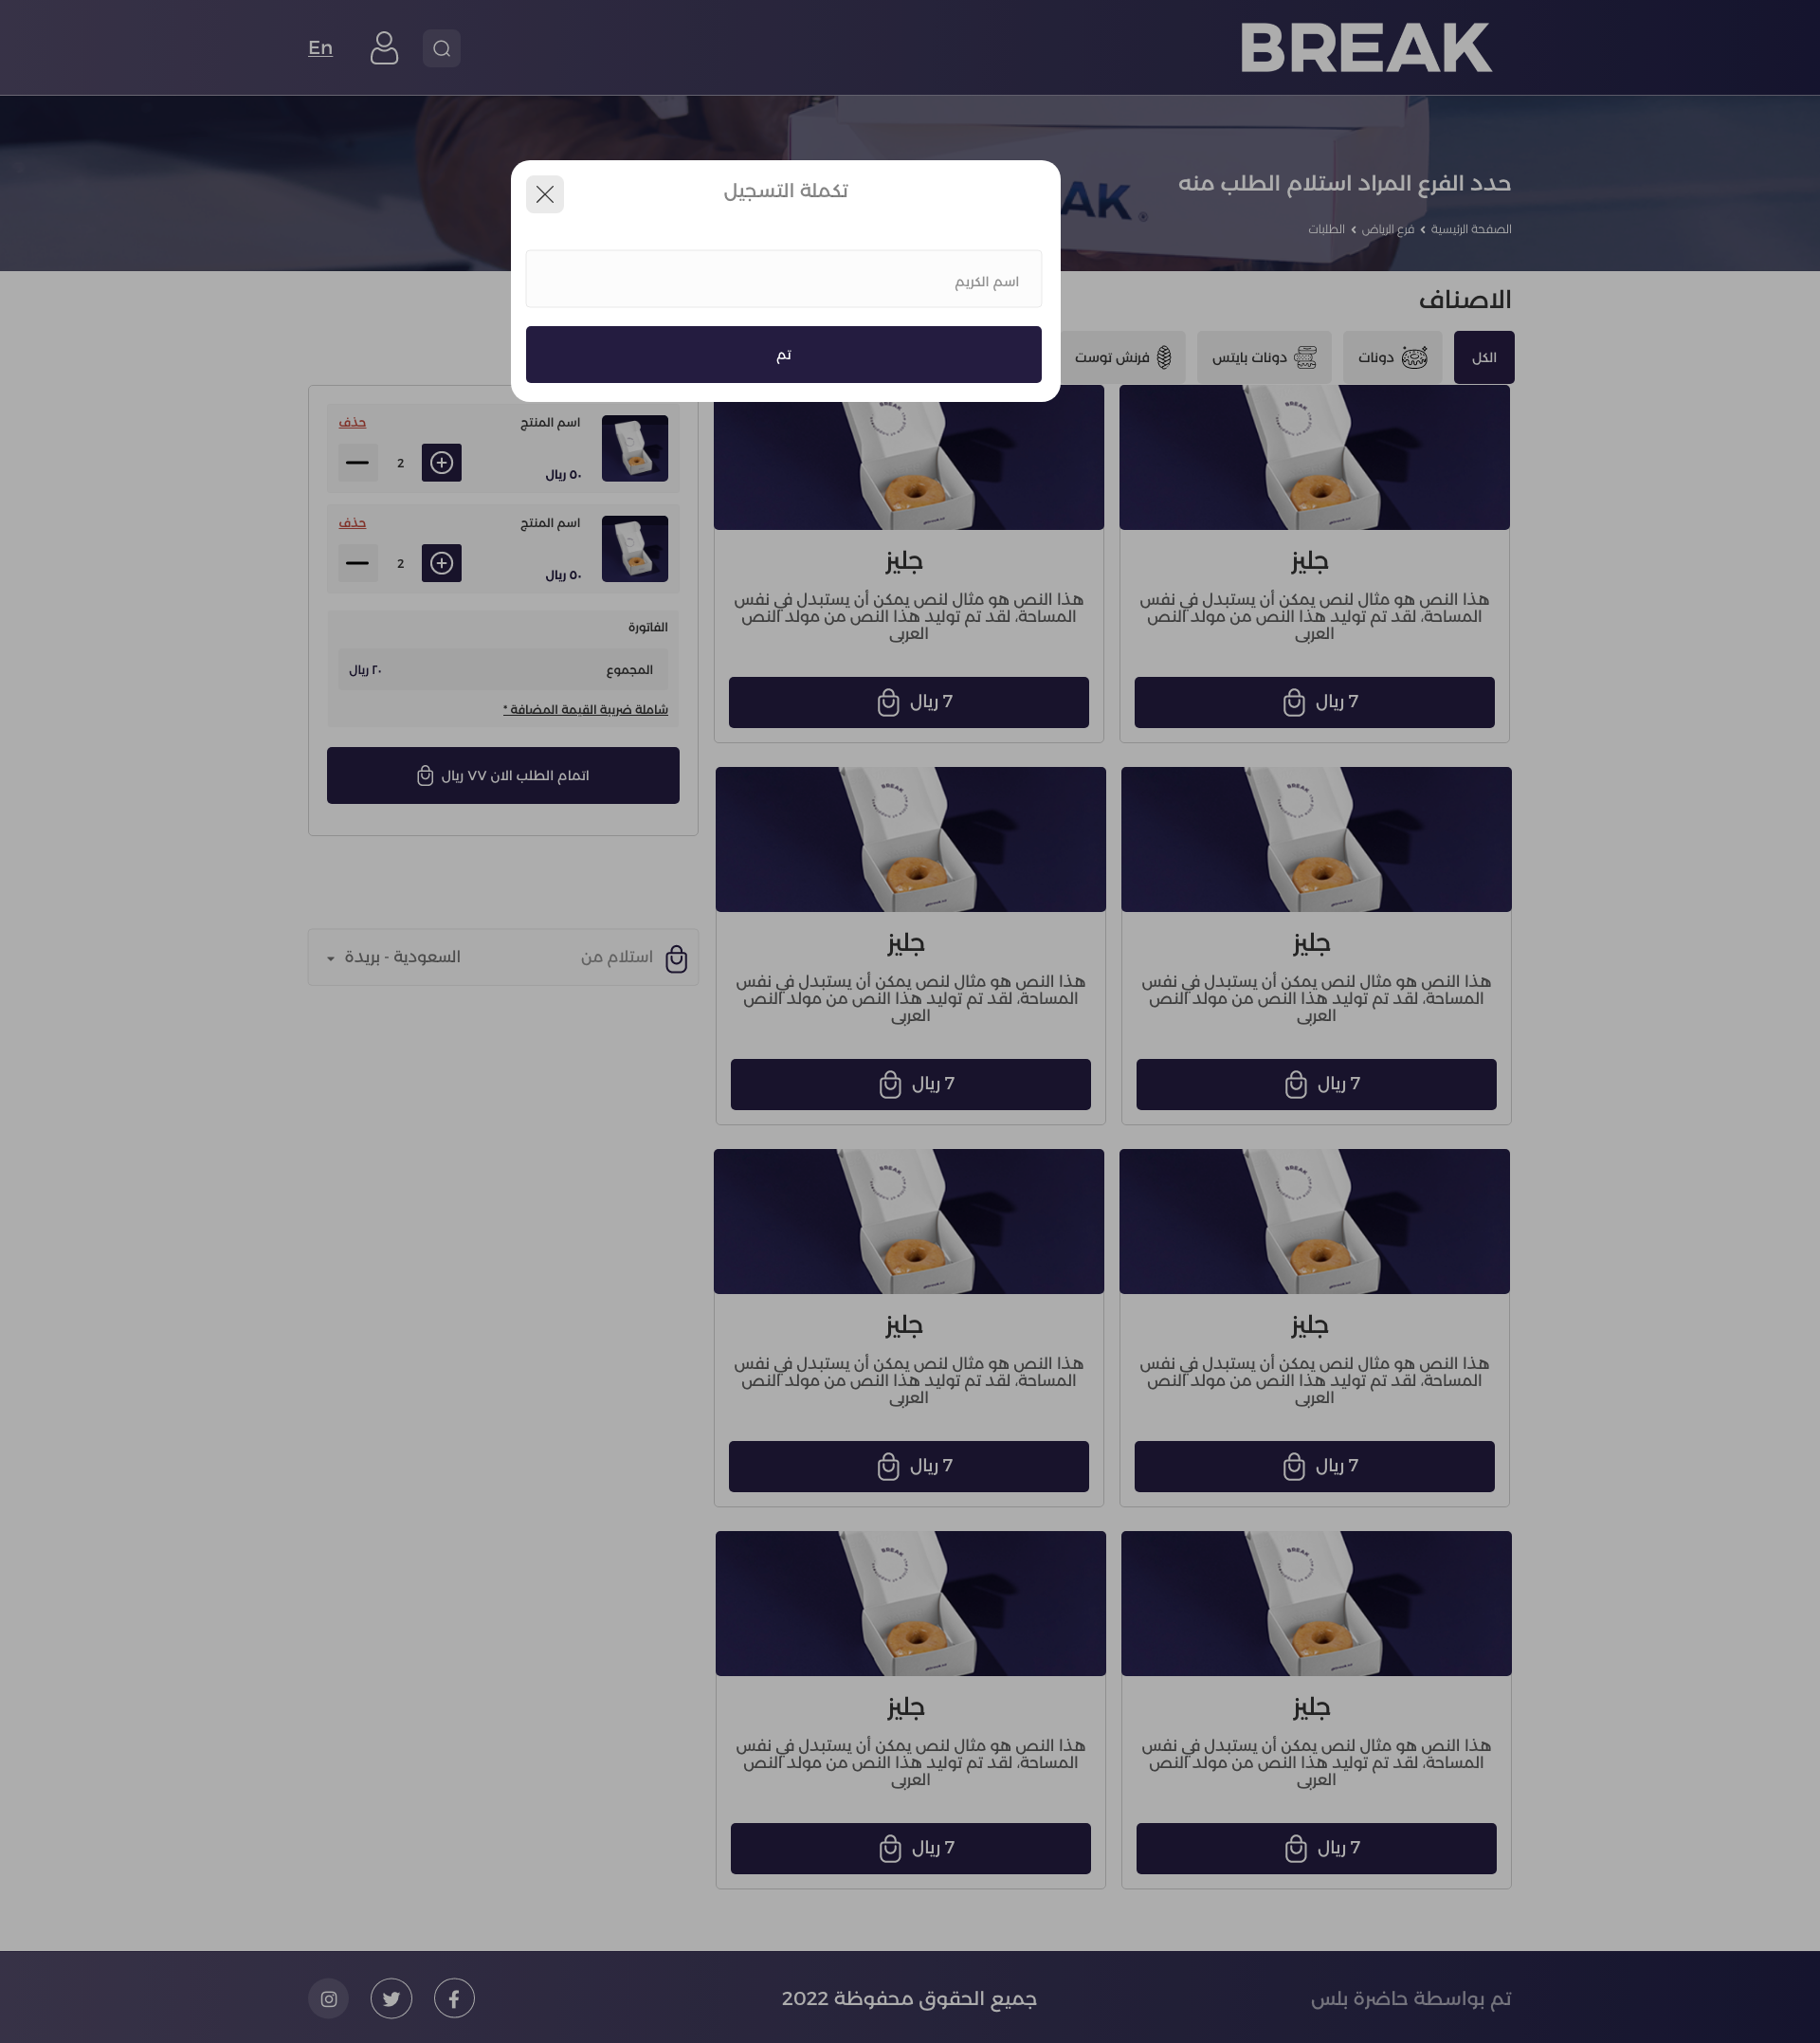 BREAK
En
حدد الفرع المراد استلام الطلب منه
الصفحة الرئيسية
فرع الرياض
الطلبات
AK
®
تكملة التسجيل
اسم الكريم
تم
الاصناف
الكل
دونات
دونات بايتس
فرنش توست
جليز
هذا النص هو مثال لنص يمكن أن يستبدل في نفس
المساحة، لقد تم توليد هذا النص من مولد النص
العربى
7 ريال
جليز
هذا النص هو مثال لنص يمكن أن يستبدل في نفس
المساحة، لقد تم توليد هذا النص من مولد النص
العربى
7 ريال
اسم المنتج
حذف
٥٠ ريال
2
اسم المنتج
حذف
٥٠ ريال
2
الفاتورة
المجموع
٢٠ ريال
شاملة ضريبة القيمة المضافة *
اتمام الطلب الان ٧٧ ريال
استلام من
السعودية - بريدة
BREAK
جليز
هذا النص هو مثال لنص يمكن أن يستبدل في نفس
المساحة، لقد تم توليد هذا النص من مولد النص
العربى
7 ريال
BREAK
جليز
هذا النص هو مثال لنص يمكن أن يستبدل في نفس
المساحة، لقد تم توليد هذا النص من مولد النص
العربى
7 ريال
BREAK
جليز
هذا النص هو مثال لنص يمكن أن يستبدل في نفس
المساحة، لقد تم توليد هذا النص من مولد النص
العربى
7 ريال
BREAK
جليز
هذا النص هو مثال لنص يمكن أن يستبدل في نفس
المساحة، لقد تم توليد هذا النص من مولد النص
العربى
7 ريال
BREAK
جليز
هذا النص هو مثال لنص يمكن أن يستبدل في نفس
المساحة، لقد تم توليد هذا النص من مولد النص
العربى
7 ريال
BREAK
جليز
هذا النص هو مثال لنص يمكن أن يستبدل في نفس
المساحة، لقد تم توليد هذا النص من مولد النص
العربى
7 ريال
تم بواسطة حاضرة بلس
جميع الحقوق محفوظة 2022